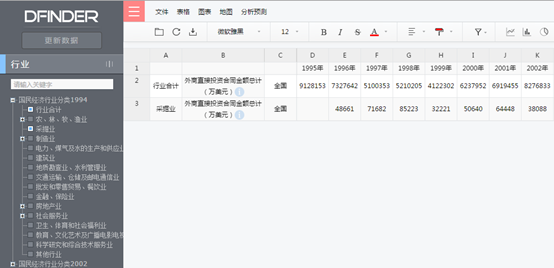 DFINDER
更新数据
行业
请输入关键字
国民经济行业分类1994
行业合计
农、林、牧、渔业
采掘业
制造业
电力、煤气及水的生产和供应业
建筑业
地质勘查业、水利管理业
交通运输、仓储及邮电通信业
批发和零售贸易、餐饮业
金融、保险业
房地产业
社会服务业
卫生、体育和社会福利业
教育、文化艺术及广播电影电视
科学研究和综合技术服务业
其他行业
国民经济行业分类2002
文件 表格 图表 地图 分析预测
微软雅黑 12 B I S A
A B C D E F G H I J K
1 1995年 1996年 1997年 1998年 1999年 2000年 2001年 2002年
2 行业合计 外商直接投资合同金额总计（万美元） 全国 9128153 7327642 5100353 5210205 4122302 6237952 6919455 8276833
3 采掘业 外商直接投资合同金额总计（万美元） 全国 48661 71682 85223 32221 50640 64448 38088